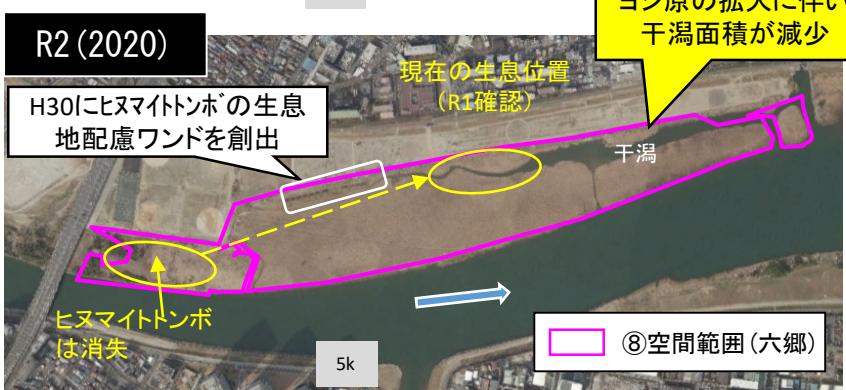 ヨシ原の拡大に伴い
干潟面積が減少
R2(2020)
現在の生息位置
(R1確認)
H30にヒヌマイトトンボの生息
地配慮ワンドを創出
干潟
ヒヌマイトトンボ
は消失
5k
⑧空間範囲(六郷)